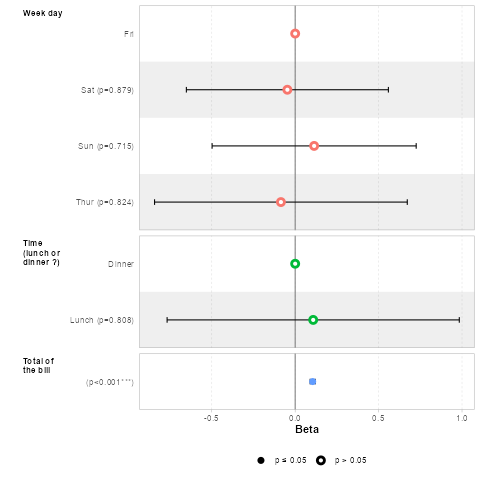 Week day
Fri
Sat (p=0.879)
Sun (p=0.715)
Thur (p=0.824)
Time
(lunch or
dinner ?)
Dinner
Lunch (p=0.808)
Total of
the bill
(p<0.001***)
-0.5 0.0 0.5 1.0
Beta
p ≤ 0.05 p > 0.05